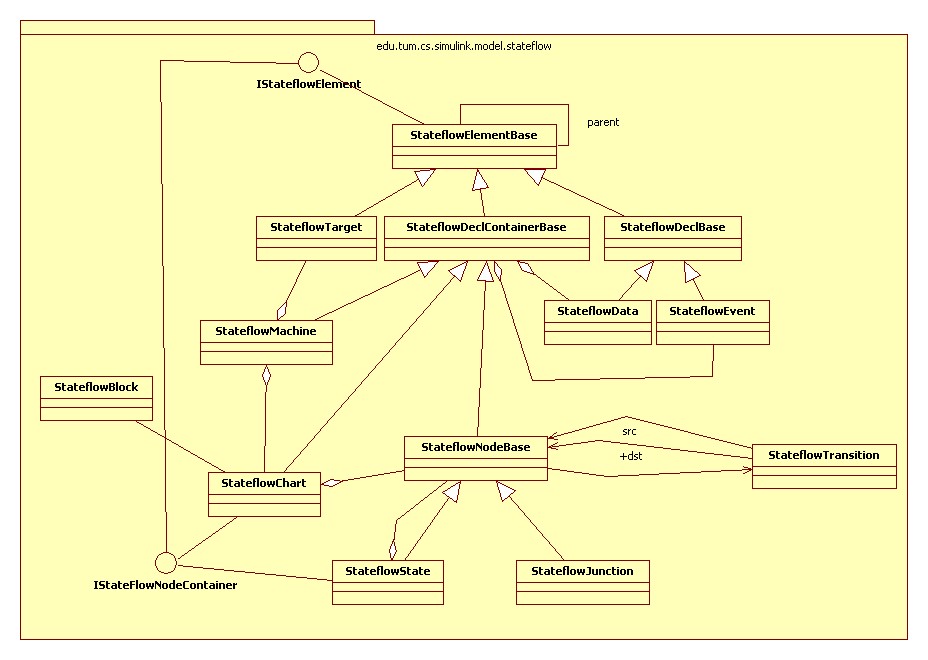 edu.tum.cs.simulink.model.stateflow
IStateflowElement
parent
StateflowElementBase
StateflowTarget
StateflowDeclContainerBase
StateflowDeclBase
StateflowData
StateflowEvent
StateflowMachine
StateflowBlock
src
StateflowNodeBase
+dst
StateflowTransition
StateflowChart
StateflowState
StateflowJunction
IStateFlowNodeContainer